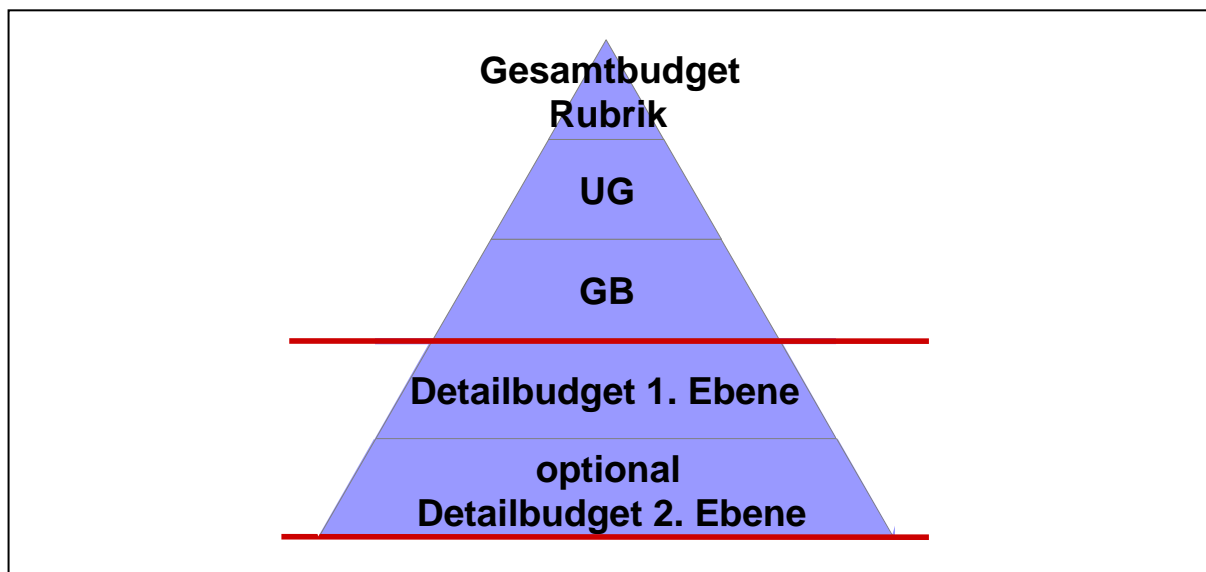 Gesamtbudget
Rubrik
UG
GB
Detailbudget 1. Ebene
optional
Detailbudget 2. Ebene